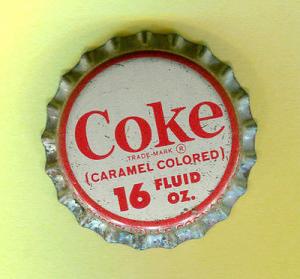 Coke
TRADE-MARK ®
(CARAMEL COLORED)
16 FLUID
OZ.